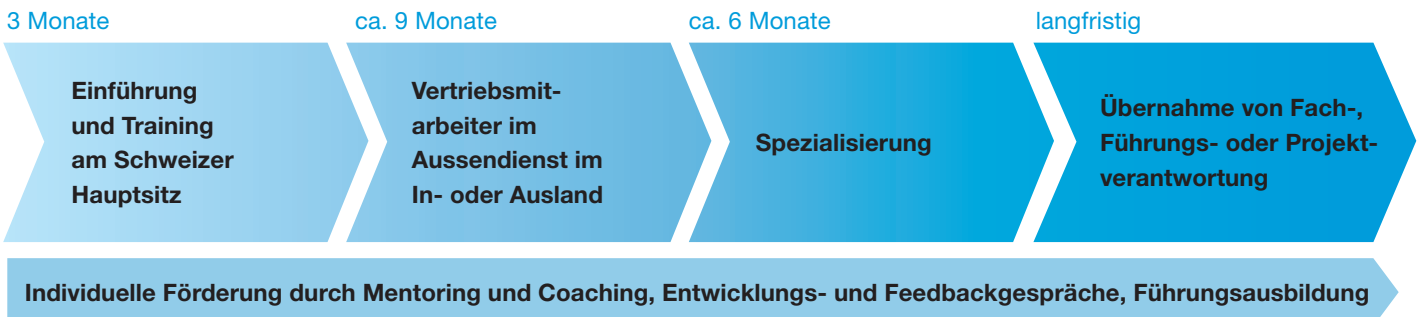 3 Monate
ca. 9 Monate
ca. 6 Monate
langfristig
Einführung
und Training
am Schweizer
Hauptsitz
Vertriebsmit-
arbeiter im
Aussendienst im
In- oder Ausland
Spezialisierung
Übernahme von Fach-,
Führungs- oder Projekt-
verantwortung
Individuelle Förderung durch Mentoring und Coaching, Entwicklungs- und Feedbackgespräche, Führungsausbildung